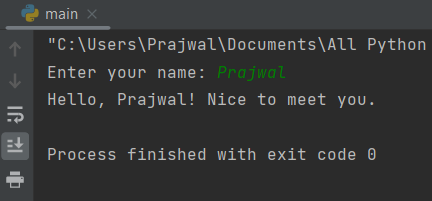 main
"C:\Users\Prajwal\Documents\All Python
Enter your name: Prajwal
Hello, Prajwal! Nice to meet you.
Process finished with exit code 0